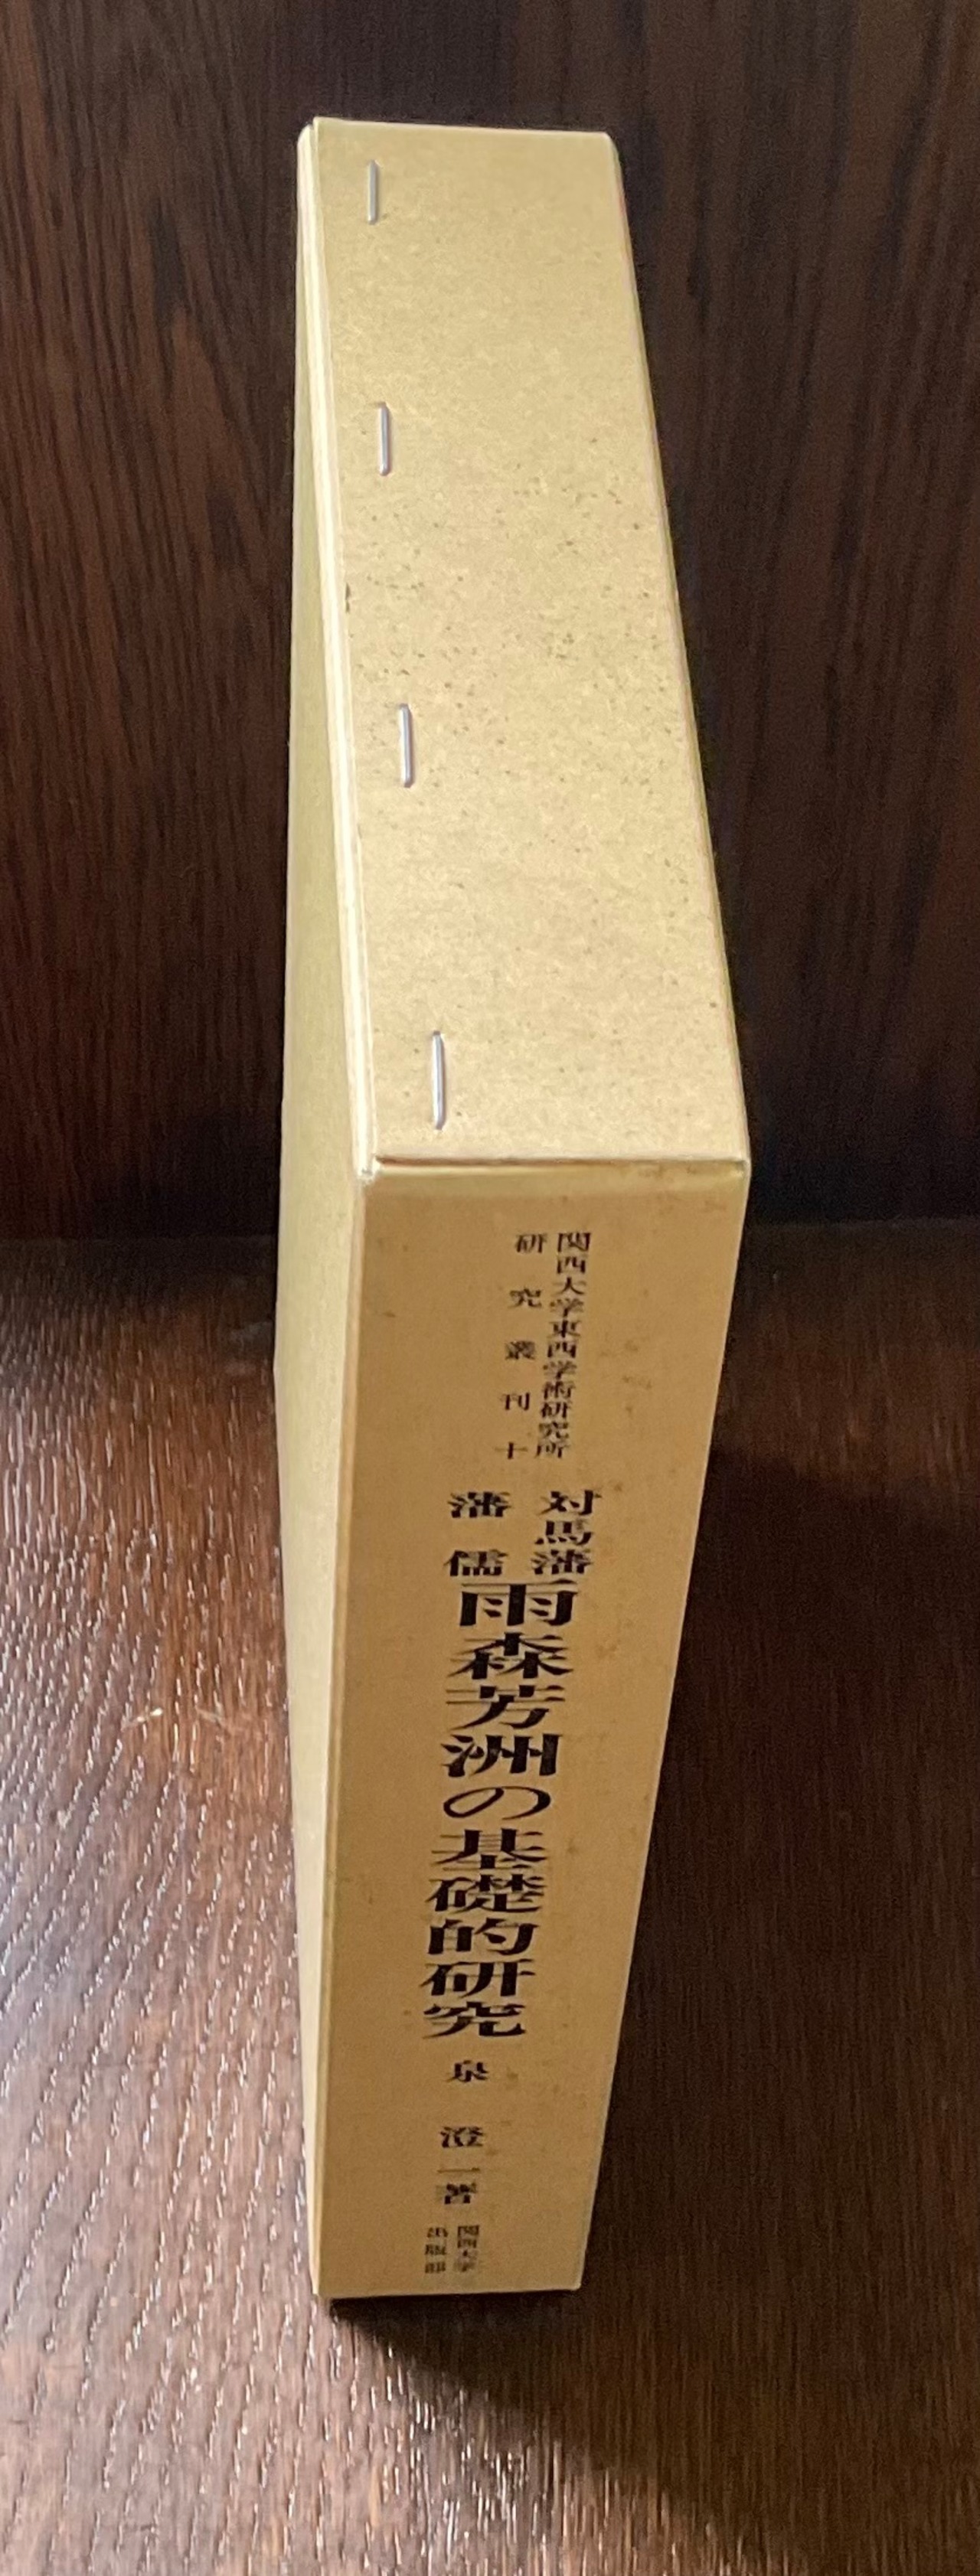 関西大学東西学術研究所
研究叢刊十
対馬藩
藩儒
雨森芳洲の基礎的研究
泉澄一著
関西大学
出版部